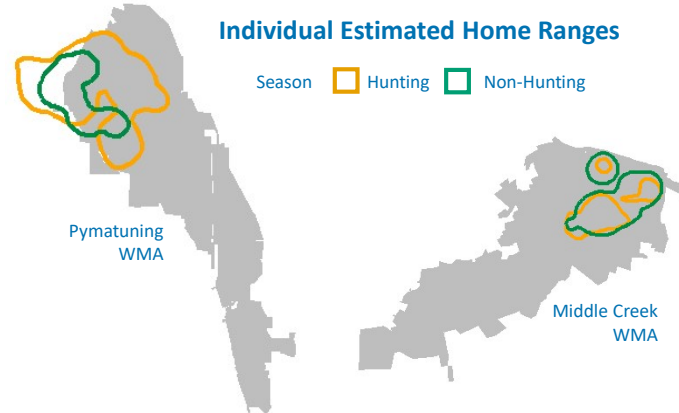 Individual Estimated Home Ranges
Season Hunting Non-Hunting
Pymatuning
WMA
Middle Creek
WMA